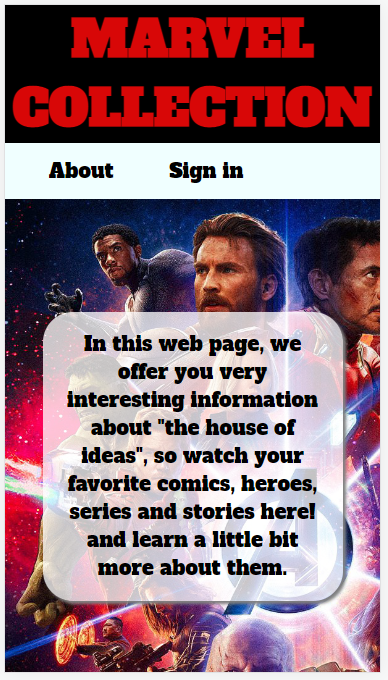 MARVEL
COLLECTION
About Sign in
In this web page, we
offer you very
interesting information
about "the house of
ideas", so watch your
favorite comics, heroes,
series and stories here!
and learn a little bit
more about them.